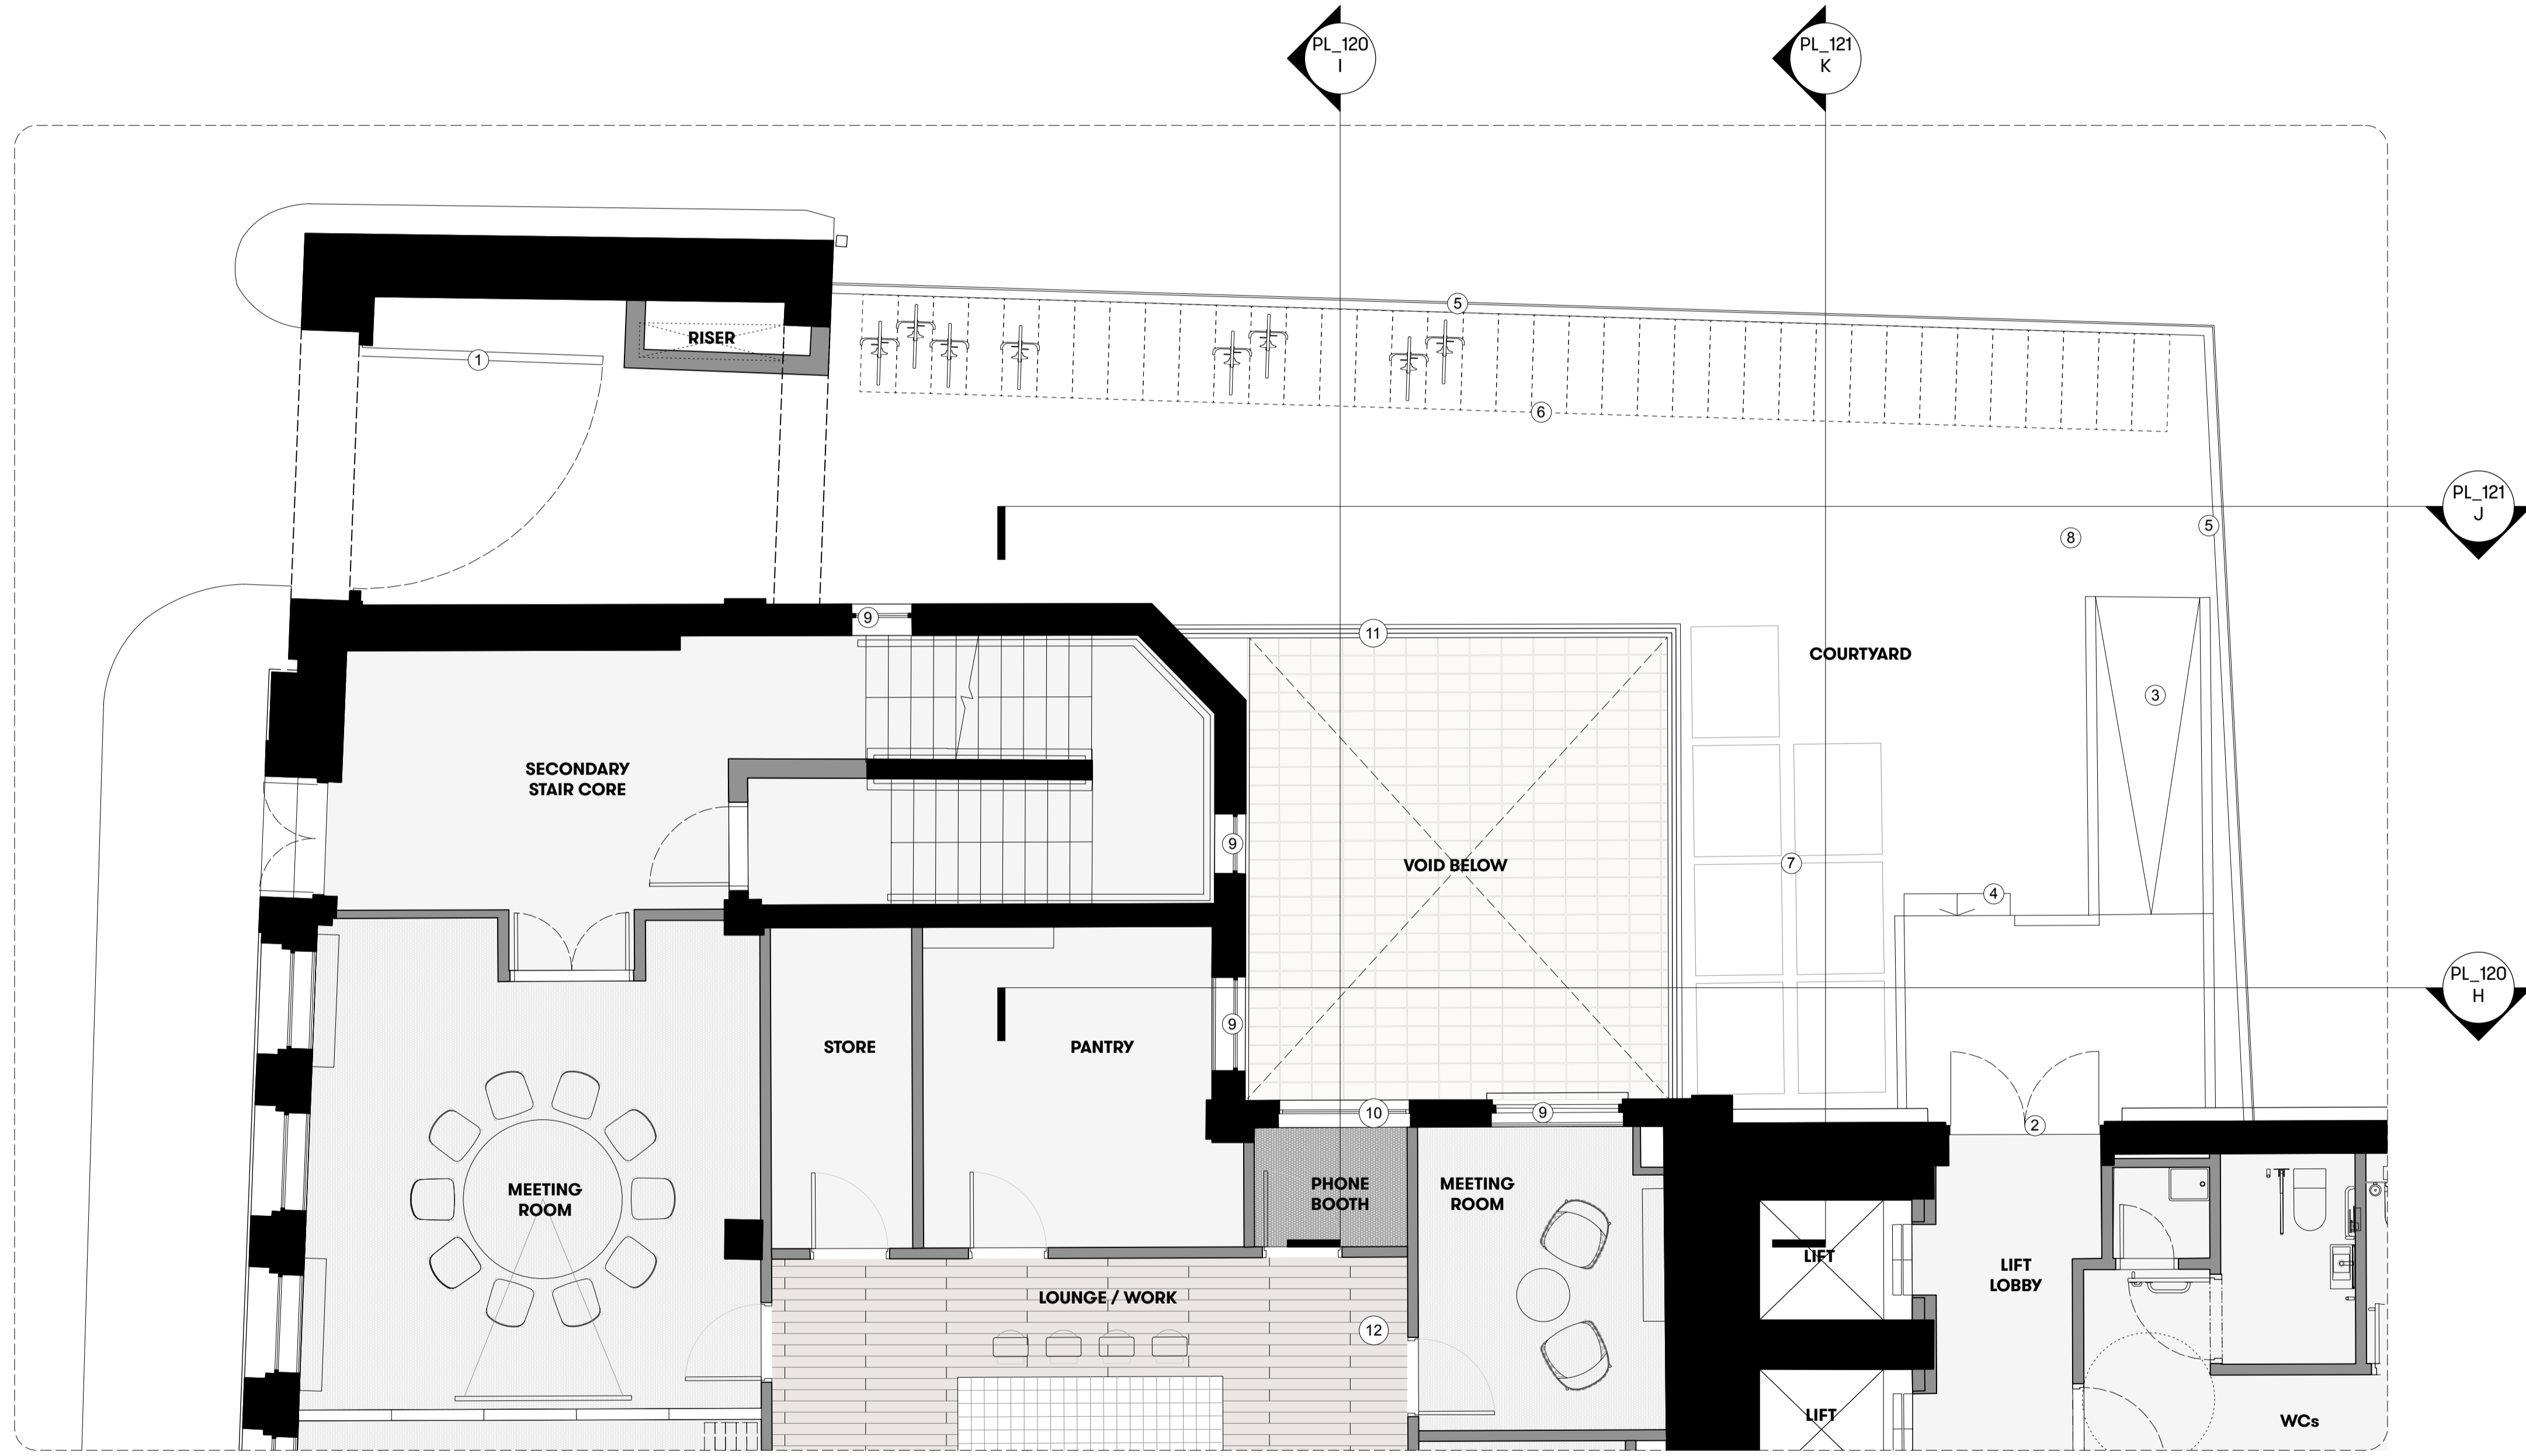 PL_120
I
PL_121
K
5
RISER
1
6
PL_121
J
5
8
9
11
COURTYARD
3
SECONDARY
STAIR CORE
9
VOID BELOW
7
4
PL_120
H
9
STORE
PANTRY
10
9
2
MEETING
ROOM
PHONE
BOOTH
MEETING
ROOM
LIFT
LIFT
LOBBY
LOUNGE / WORK
12
LIFT
WCs